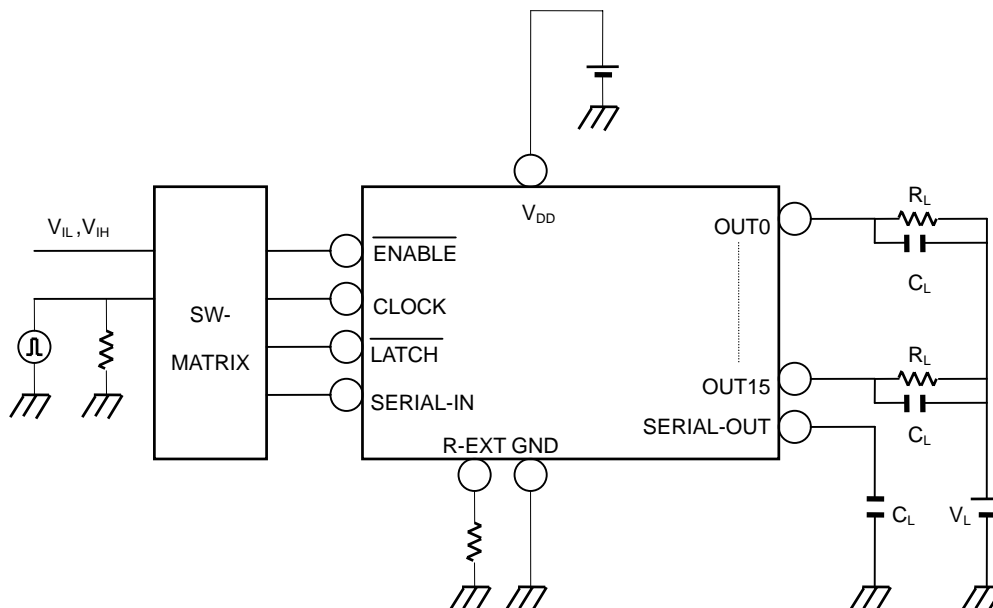 V_DD
V_IL ,V_IH
SW-
MATRIX
ENABLE
CLOCK
LATCH
SERIAL-IN
OUT0
OUT15
SERIAL-OUT
R-EXT GND
R_L
C_L
R_L
C_L
C_L
V_L